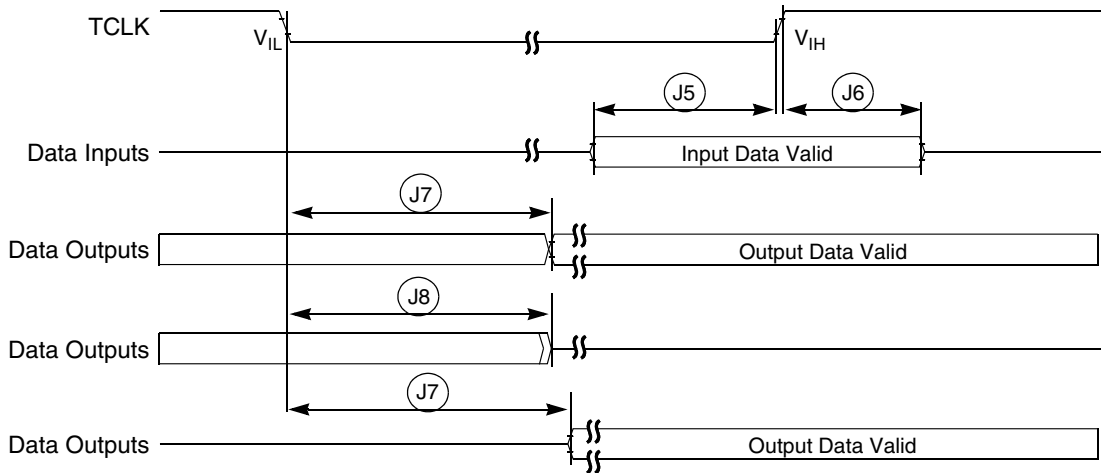 TCLK
V_IL
V_IH
J5
J6
Data Inputs
Input Data Valid
J7
Data Outputs
Output Data Valid
J8
Data Outputs
J7
Data Outputs
Output Data Valid